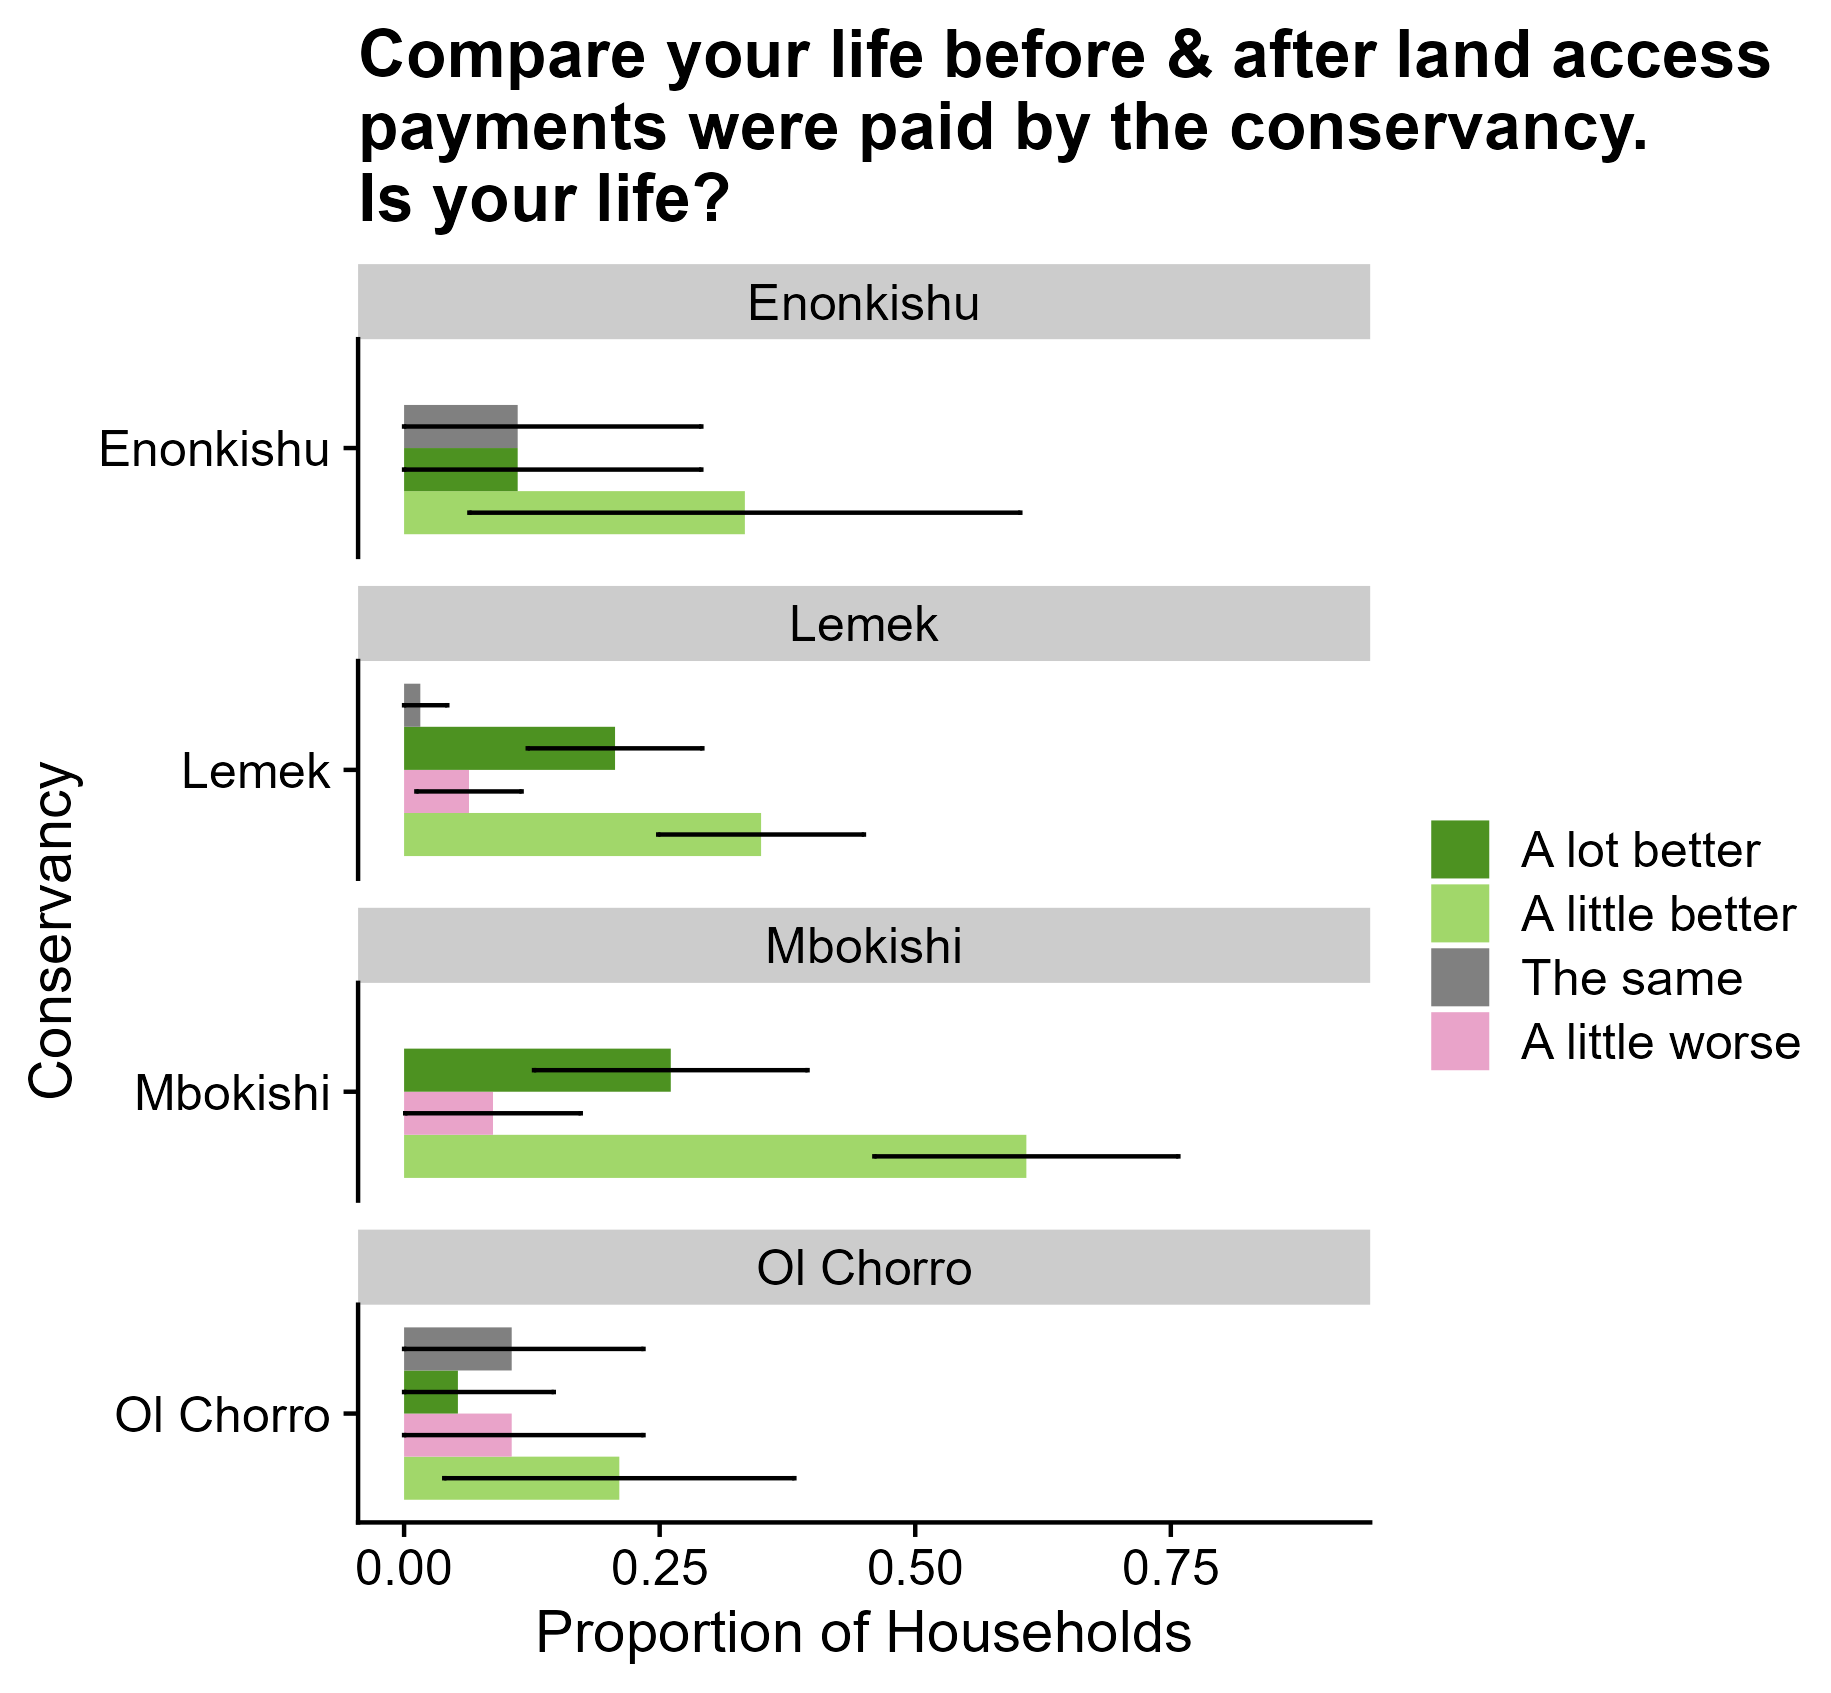 Compare your life before & after land access
payments were paid by the conservancy.
Is your life?
Enonkishu
Enonkishu
Lemek
Lemek
Mbokishi
Mbokishi
Ol Chorro
Ol Chorro
Conservancy
0.00 0.25 0.50 0.75
Proportion of Households
A lot better
A little better
The same
A little worse